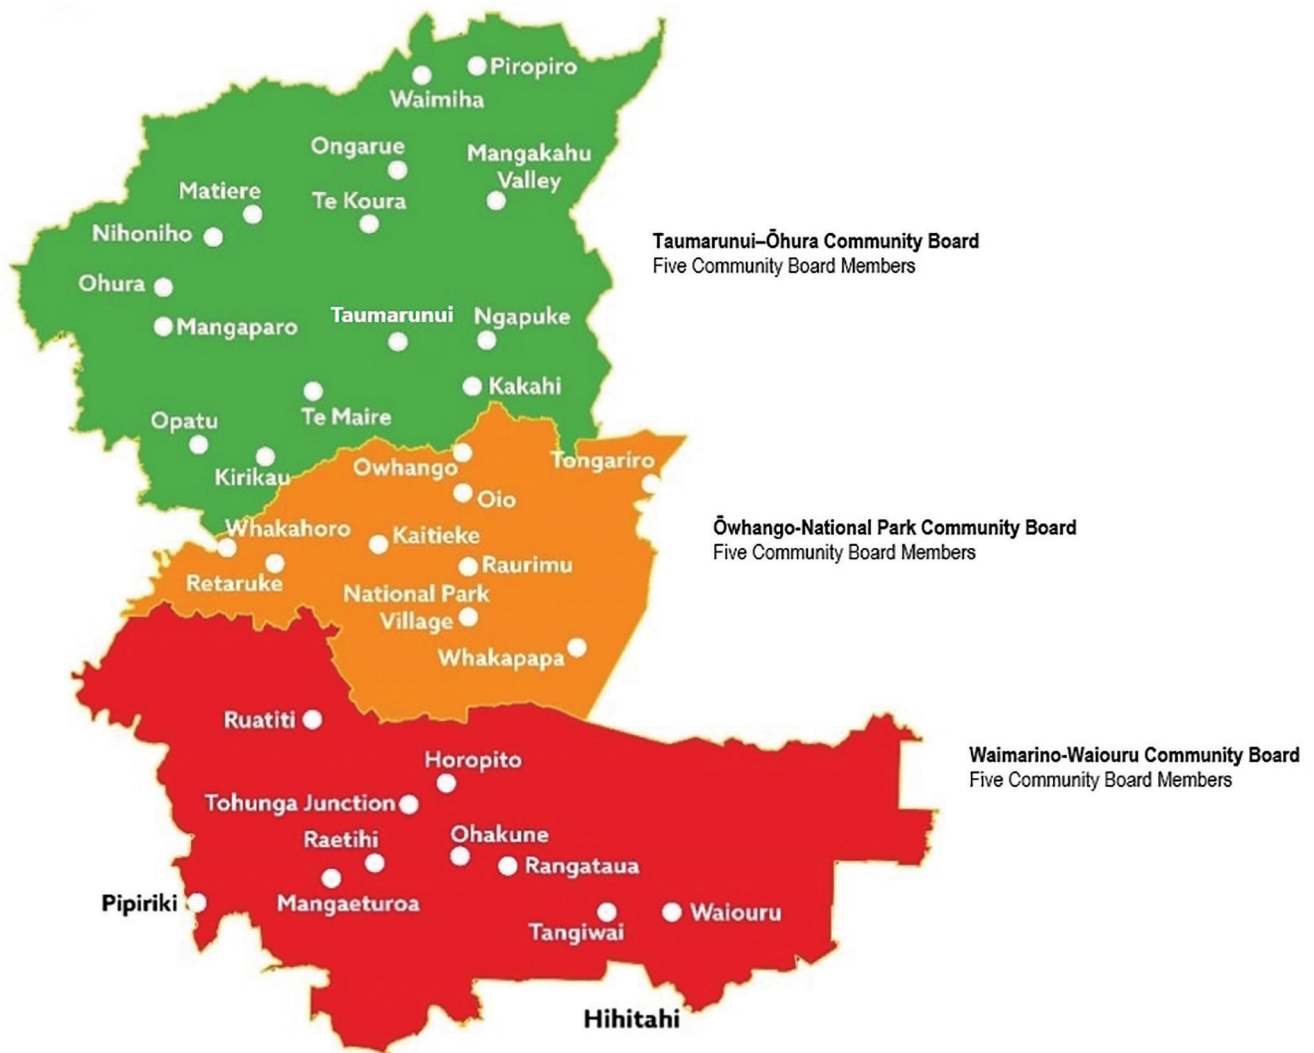 Piropiro
Waimiha
Ongarue
Mangakahu
Valley
Matiere
Te Koura
Nihoniho
Taumarunui–Ōhura Community Board
Five Community Board Members
Ohura
Mangaparo
Taumarunui
Ngapuke
Kakahi
Te Maire
Opatu
Kirikau
Owhango
Tongariro
Oio
Whakahoro
Kaitieke
Ōwhango-National Park Community Board
Five Community Board Members
Raurimu
Retaruke
National Park
Village
Whakapapa
Ruatiti
Horopito
Waimarino-Waiouru Community Board
Five Community Board Members
Tohunga Junction
Raetihi
Ohakune
Rangataua
Pipiriki
Mangaeturoa
Waiouru
Tangiwai
Hihitahi